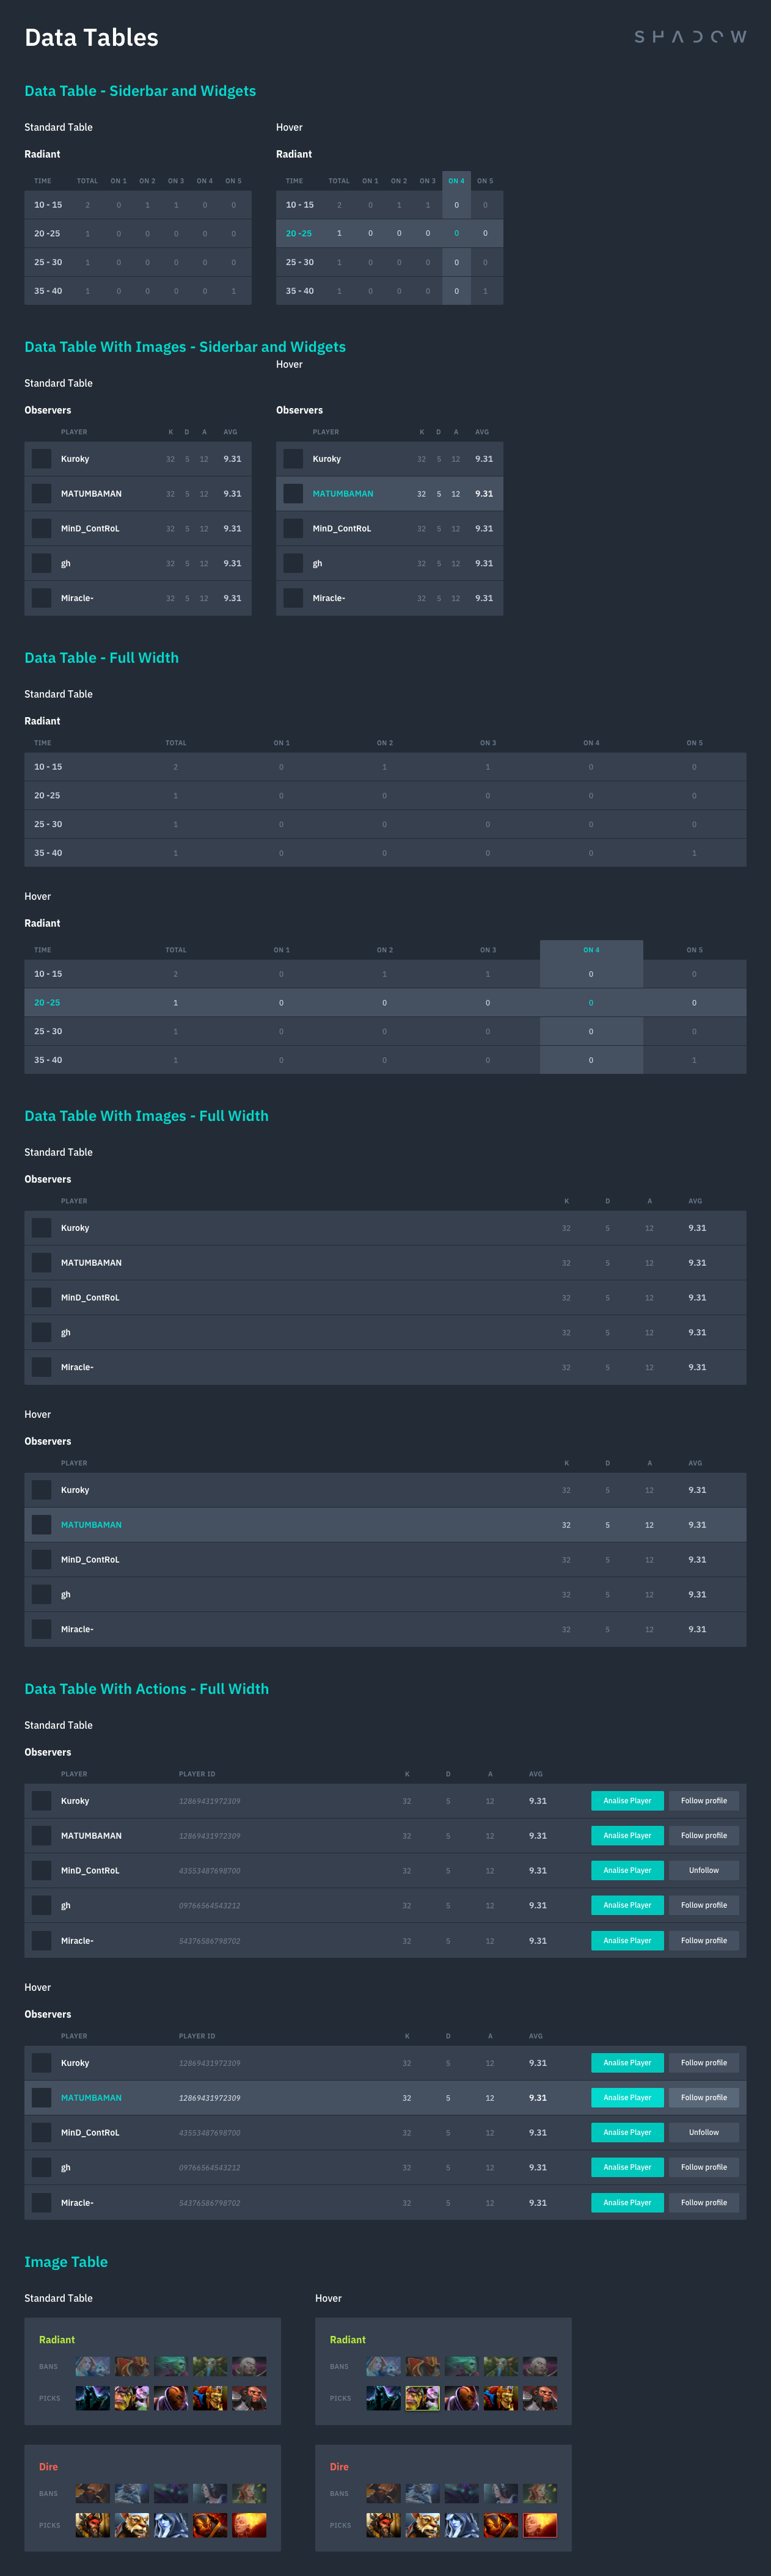 Data Tables
SHADOW
Data Table - Siderbar and Widgets
Standard Table
Radiant
TIME TOTAL ON 1 ON 2 ON 3 ON 4 ON 5
10 - 15 2 0 1 1 0 0
20 -25 1 0 0 0 0 0
25 - 30 1 0 0 0 0 0
35 - 40 1 0 0 0 0 1
Hover
Radiant
TIME TOTAL ON 1 ON 2 ON 3 ON 4 ON 5
10 - 15 2 0 1 1 0 0
20 -25 1 0 0 0 0 0
25 - 30 1 0 0 0 0 0
35 - 40 1 0 0 0 0 1
Data Table With Images - Siderbar and Widgets
Standard Table
Observers
PLAYER K D A AVG
Kuroky 32 5 12 9.31
MATUMBAMAN 32 5 12 9.31
MinD_ContRoL 32 5 12 9.31
gh 32 5 12 9.31
Miracle- 32 5 12 9.31
Hover
Observers
PLAYER K D A AVG
Kuroky 32 5 12 9.31
MATUMBAMAN 32 5 12 9.31
MinD_ContRoL 32 5 12 9.31
gh 32 5 12 9.31
Miracle- 32 5 12 9.31
Data Table - Full Width
Standard Table
Radiant
TIME TOTAL ON 1 ON 2 ON 3 ON 4 ON 5
10 - 15 2 0 1 1 0 0
20 -25 1 0 0 0 0 0
25 - 30 1 0 0 0 0 0
35 - 40 1 0 0 0 0 1
Hover
Radiant
TIME TOTAL ON 1 ON 2 ON 3 ON 4 ON 5
10 - 15 2 0 1 1 0 0
20 -25 1 0 0 0 0 0
25 - 30 1 0 0 0 0 0
35 - 40 1 0 0 0 0 1
Data Table With Images - Full Width
Standard Table
Observers
PLAYER K D A AVG
Kuroky 32 5 12 9.31
MATUMBAMAN 32 5 12 9.31
MinD_ContRoL 32 5 12 9.31
gh 32 5 12 9.31
Miracle- 32 5 12 9.31
Hover
Observers
PLAYER K D A AVG
Kuroky 32 5 12 9.31
MATUMBAMAN 32 5 12 9.31
MinD_ContRoL 32 5 12 9.31
gh 32 5 12 9.31
Miracle- 32 5 12 9.31
Data Table With Actions - Full Width
Standard Table
Observers
PLAYER PLAYER ID K D A AVG
Kuroky 12869431972309 32 5 12 9.31 Analise Player Follow profile
MATUMBAMAN 12869431972309 32 5 12 9.31 Analise Player Follow profile
MinD_ContRoL 43553487698700 32 5 12 9.31 Analise Player Unfollow
gh 09766564543212 32 5 12 9.31 Analise Player Follow profile
Miracle- 54376586798702 32 5 12 9.31 Analise Player Follow profile
Hover
Observers
PLAYER PLAYER ID K D A AVG
Kuroky 12869431972309 32 5 12 9.31 Analise Player Follow profile
MATUMBAMAN 12869431972309 32 5 12 9.31 Analise Player Follow profile
MinD_ContRoL 43553487698700 32 5 12 9.31 Analise Player Unfollow
gh 09766564543212 32 5 12 9.31 Analise Player Follow profile
Miracle- 54376586798702 32 5 12 9.31 Analise Player Follow profile
Image Table
Standard Table
Radiant
BANS
PICKS
Dire
BANS
PICKS
Hover
Radiant
BANS
PICKS
Dire
BANS
PICKS